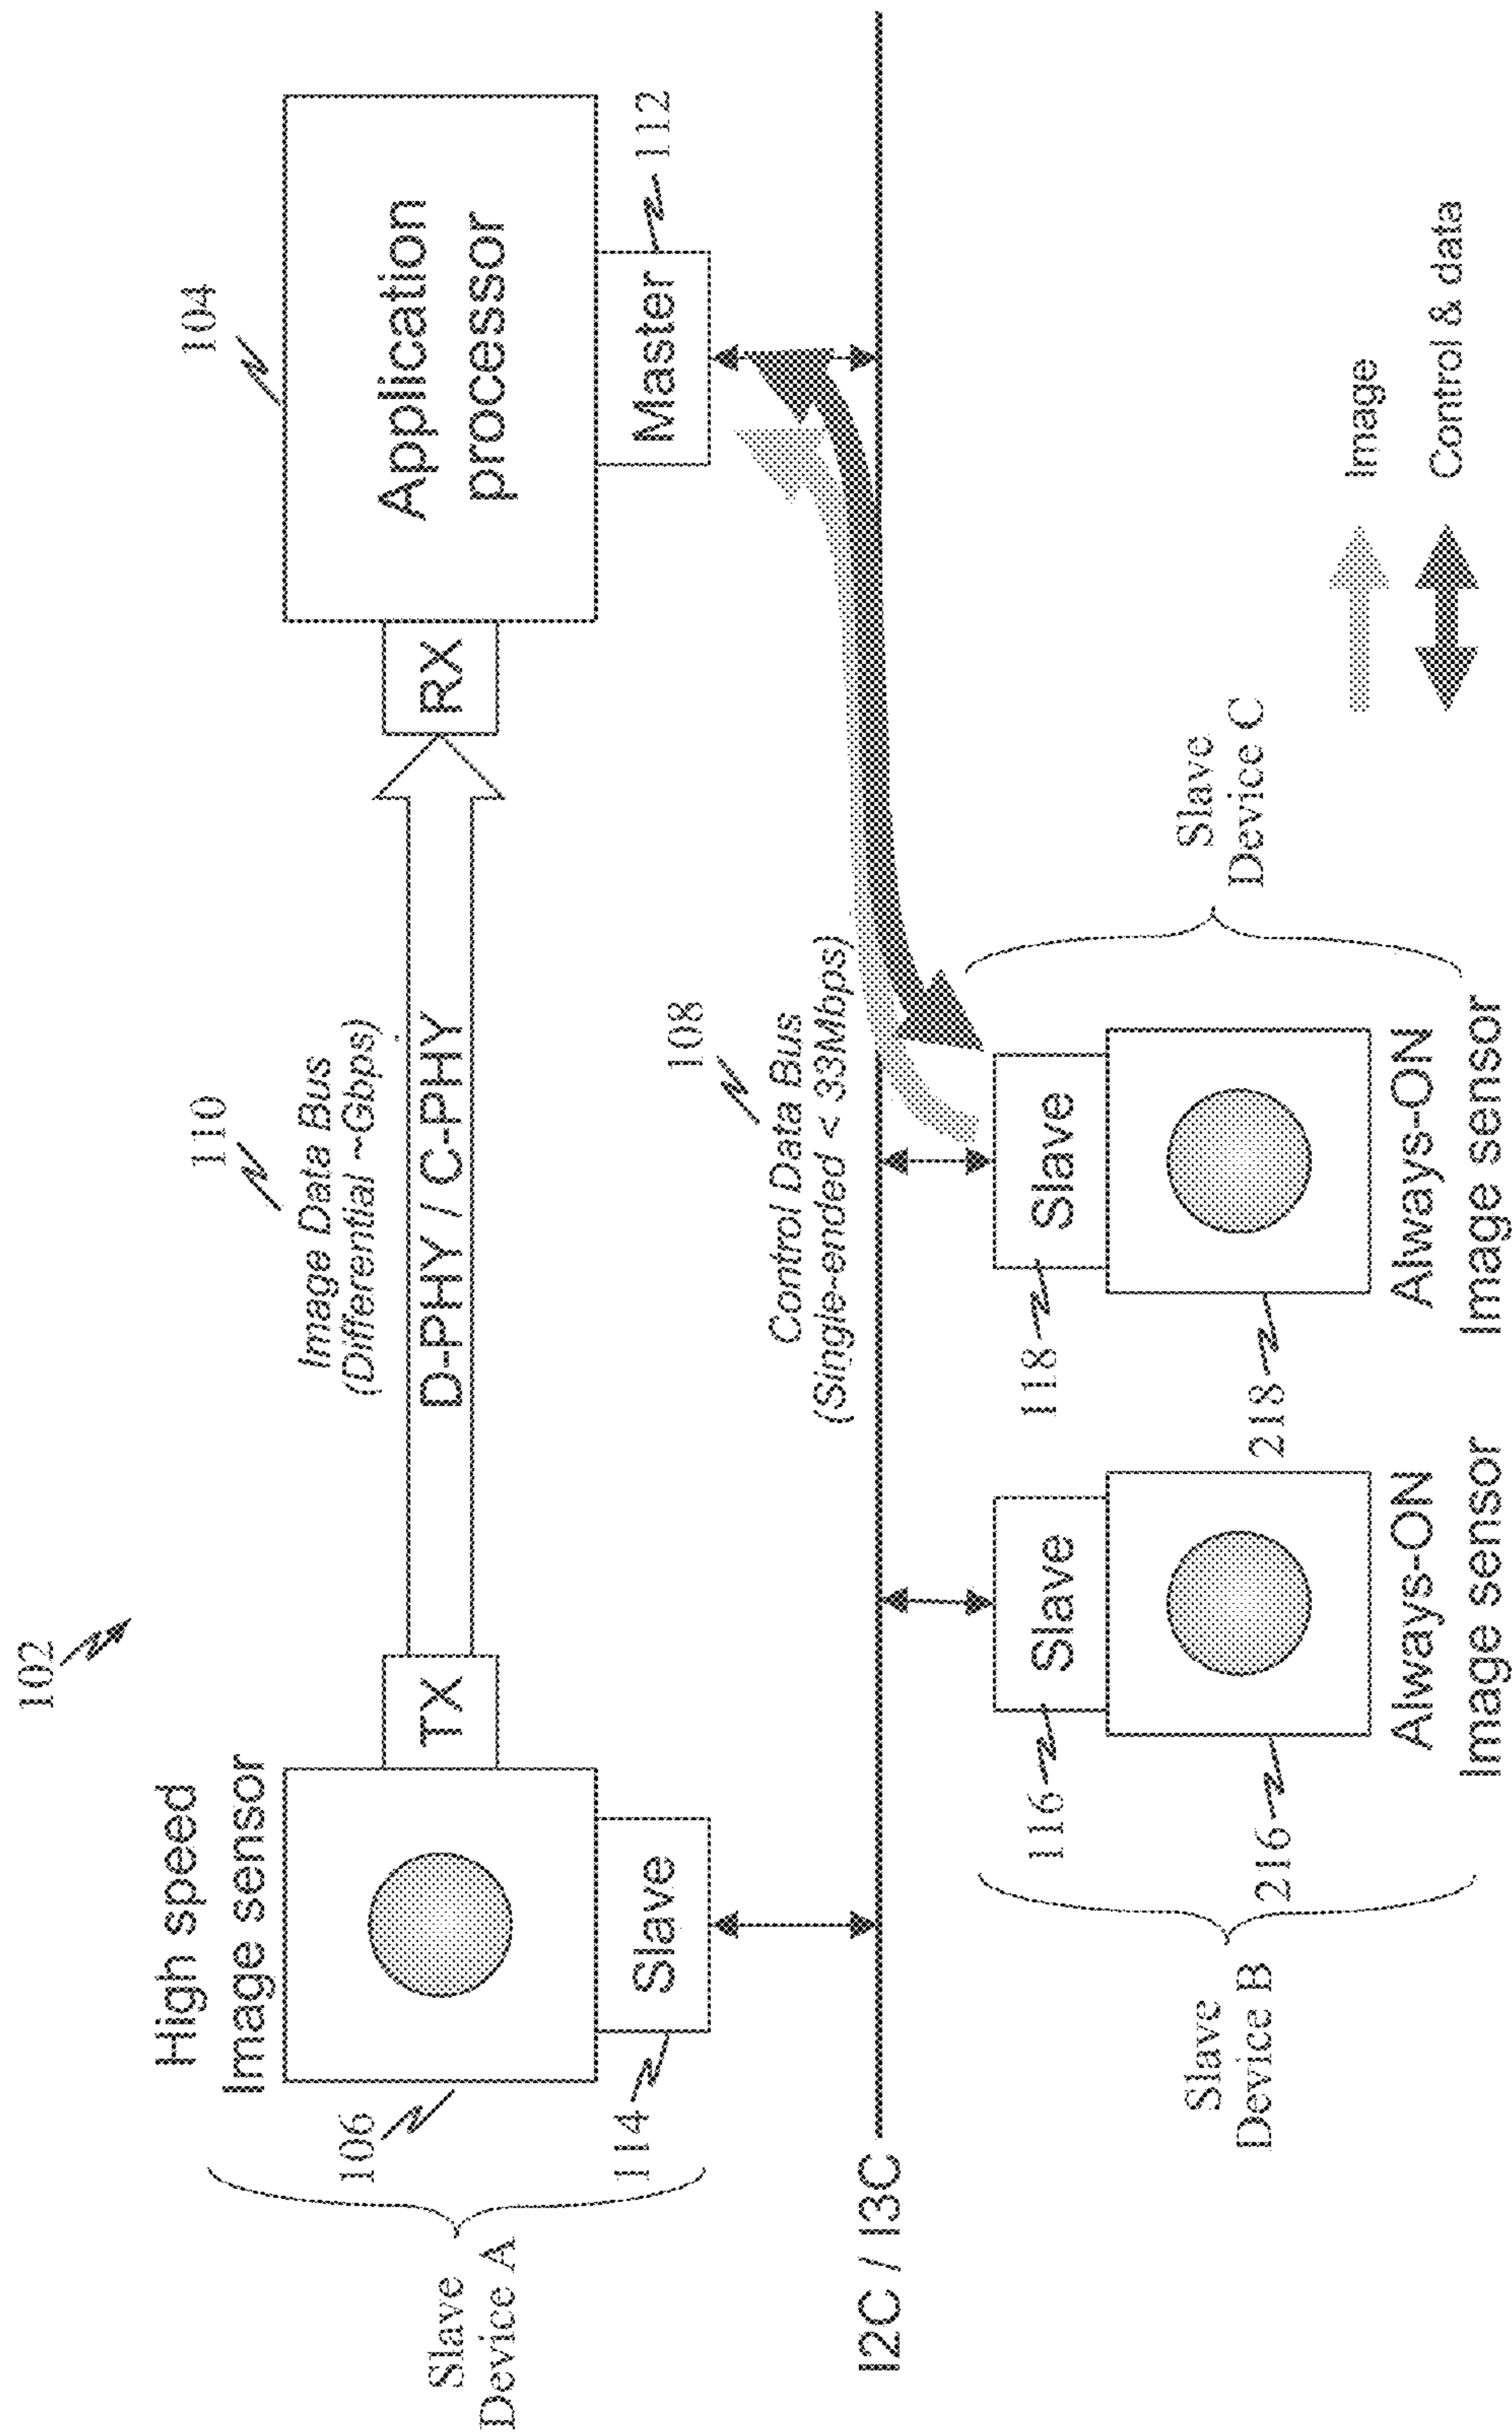 102
High speed
Image sensor
106
114
Slave
Slave
Device A
TX
110
Image Data Bus
(Differential ~Gbps)
D-PHY / C-PHY
RX
104
Application
processor
Master
112
108
Control Data Bus
(Single-ended < 33Mbps)
I2C / I3C
Slave
Device B
116
Slave
216
Always-ON
Image sensor
118
Slave
218
Always-ON
Image sensor
Slave
Device C
Image
Control & data